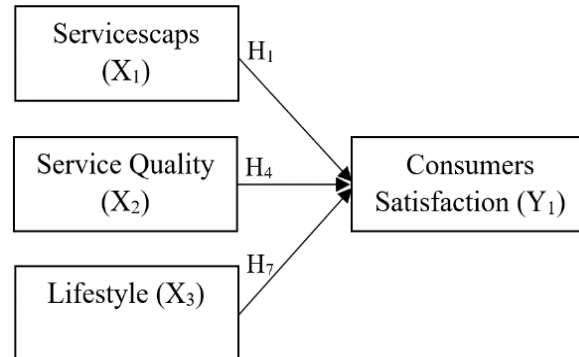 Servicescaps
(X₁)
H₁
Service Quality
(X₂)
H₄
Consumers
Satisfaction (Y₁)
H₇
Lifestyle (X₃)